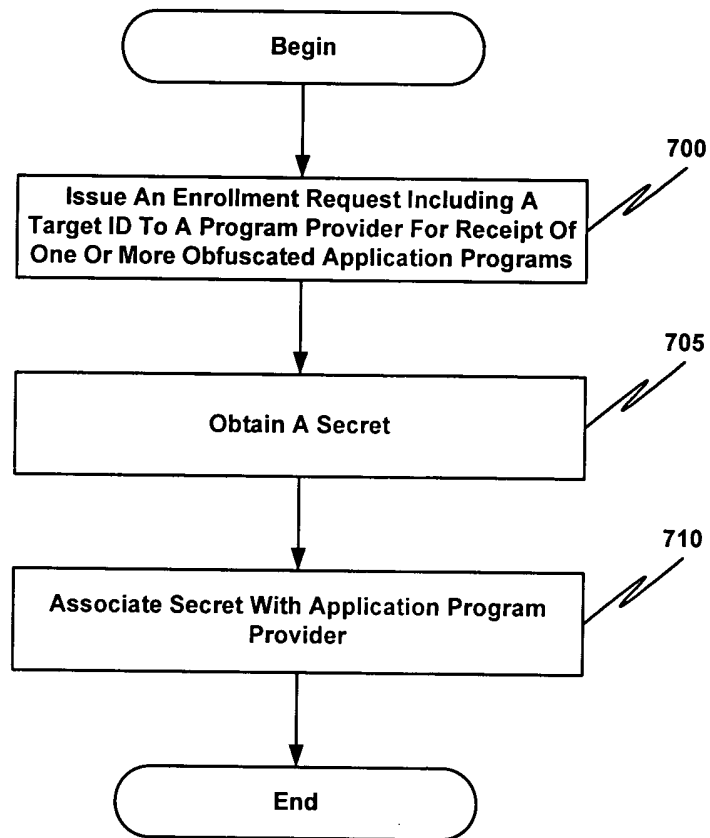 Begin
700
Issue An Enrollment Request Including A
Target ID To A Program Provider For Receipt Of
One Or More Obfuscated Application Programs
705
Obtain A Secret
710
Associate Secret With Application Program
Provider
End